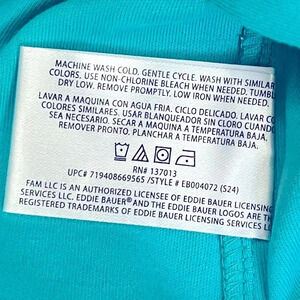 MACHINE WASH COLD. GENTLE CYCLE. WASH WITH SIMILAR
COLORS. USE NON-CHLORINE BLEACH WHEN NEEDED. TUMBLE
DRY LOW. REMOVE PROMPTLY. LOW IRON WHEN NEEDED.
LAVAR A MAQUINA CON AGUA FRIA. CICLO DELICADO. LAVAR CON
COLORES SIMILARES. USAR BLANQUEADOR SIN CLORO CUANDO
SEA NECESARIO. SECAR A MAQUINA A TEMPERATURA BAJA.
REMOVER PRONTO. PLANCHAR A TEMPERATURA BAJA.
RN# 137013
UPC# 719408669565 /STYLE # EB004072 (S24)
FAM LLC IS AN AUTHORIZED LICENSEE OF EDDIE BAUER LICENSING
SERVICES LLC. EDDIE BAUER® AND THE EDDIE BAUER LOGO ARE
REGISTERED TRADEMARKS OF EDDIE BAUER LICENSING SERVICES